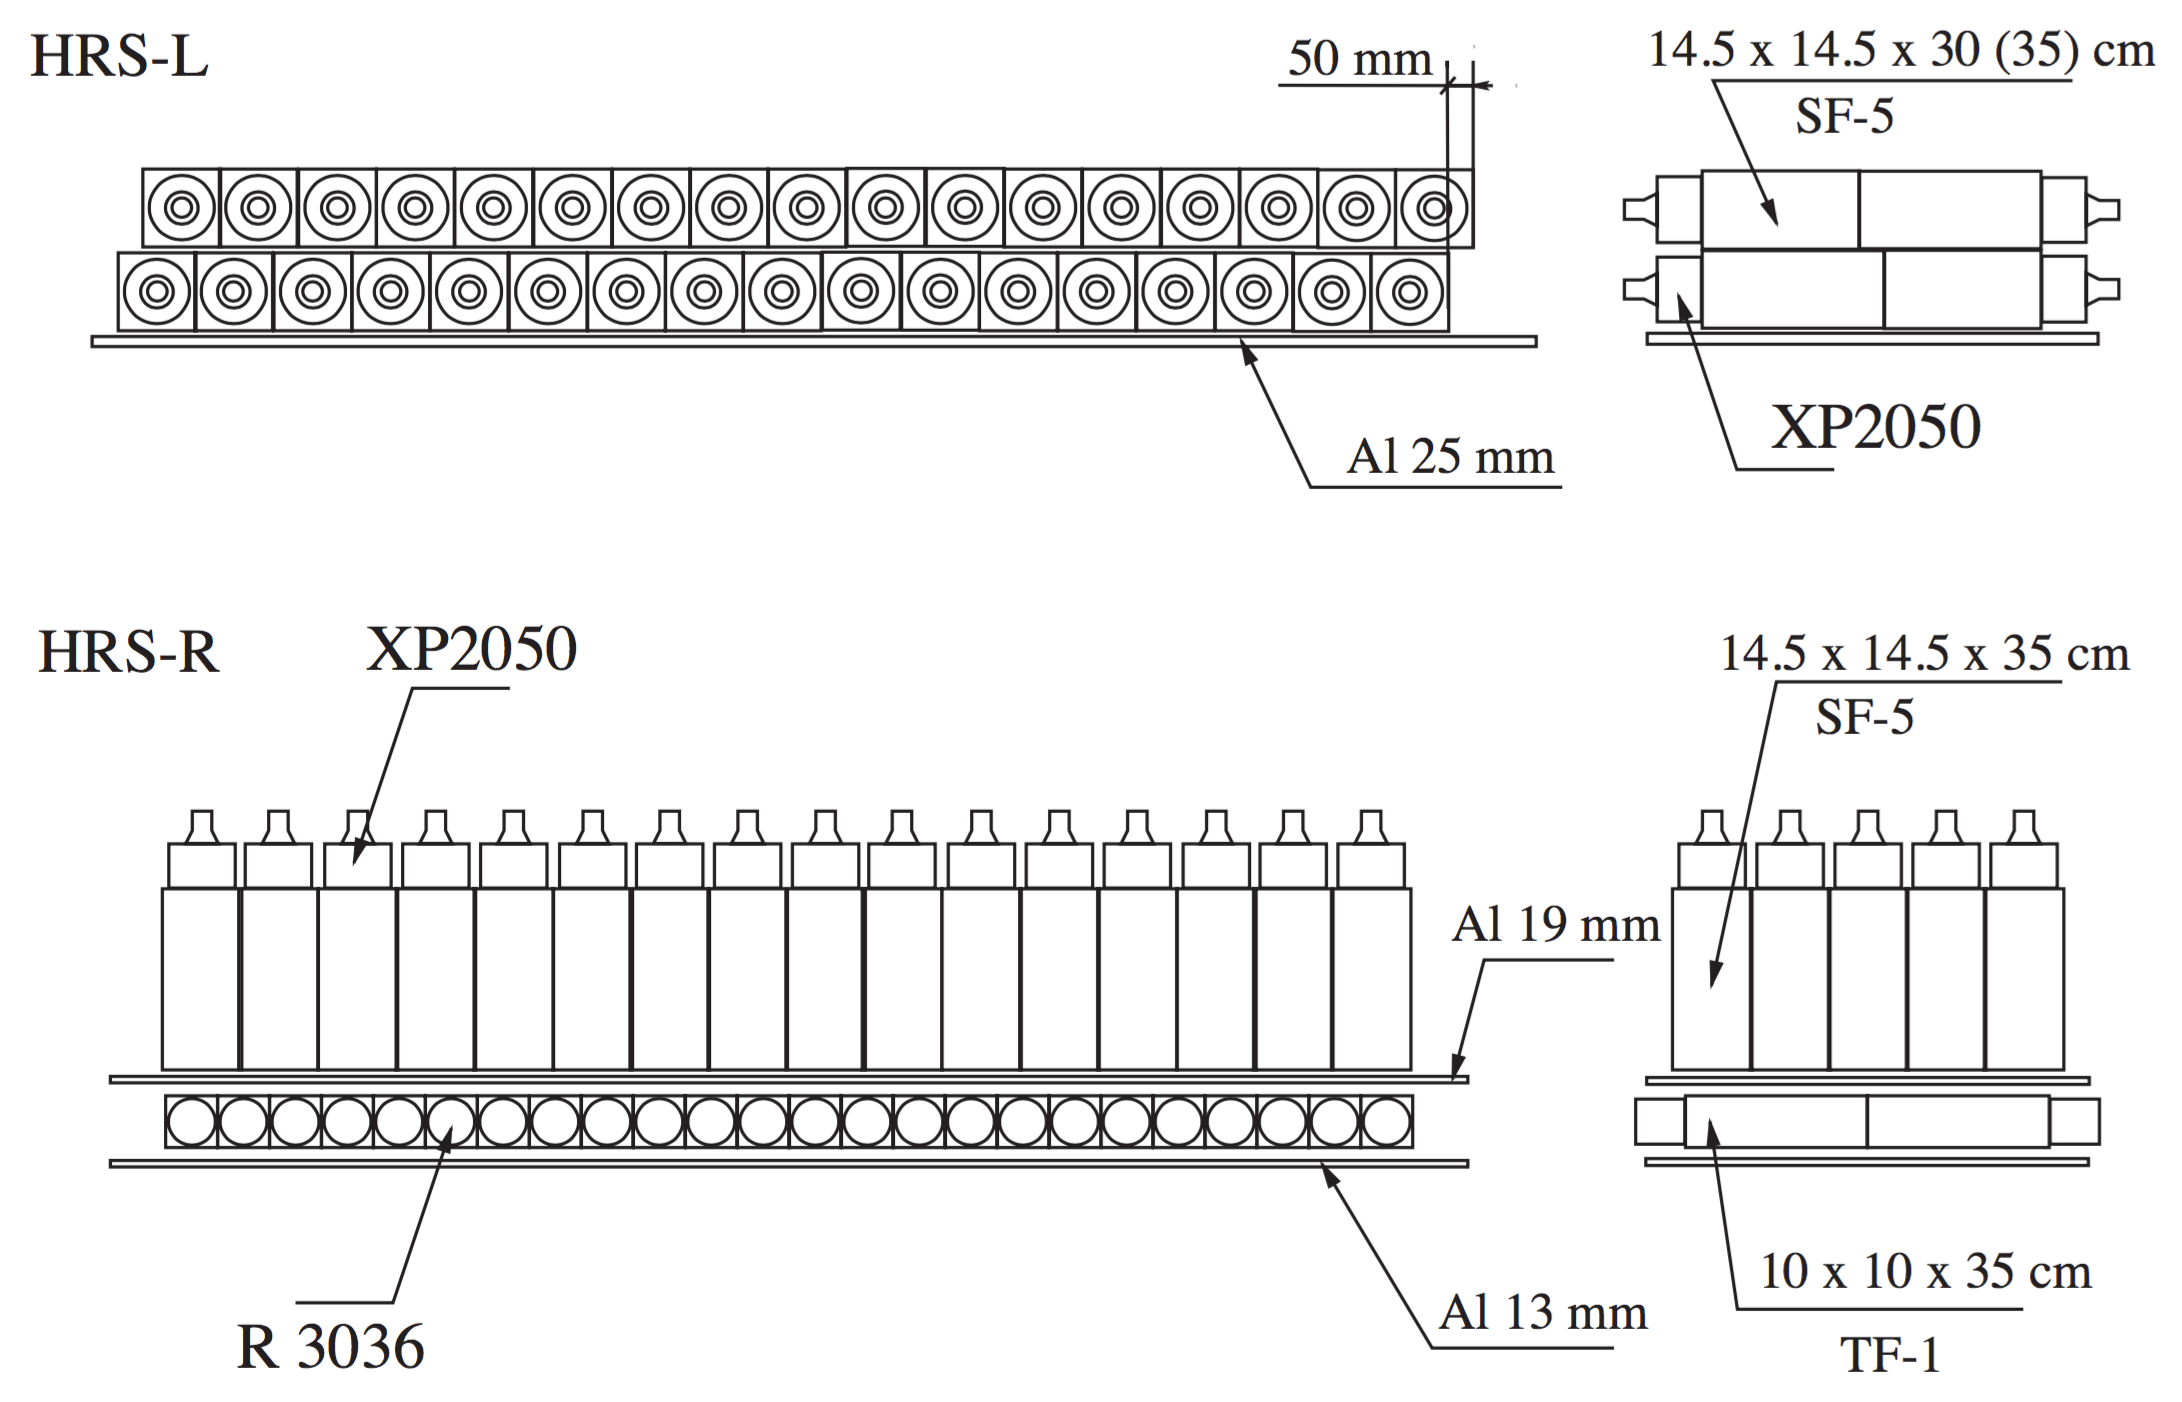 HRS-L
50 mm
14.5 x 14.5 x 30 (35) cm
SF-5
XP2050
Al 25 mm
HRS-R
XP2050
14.5 x 14.5 x 35 cm
SF-5
Al 19 mm
10 x 10 x 35 cm
Al 13 mm
R 3036
TF-1